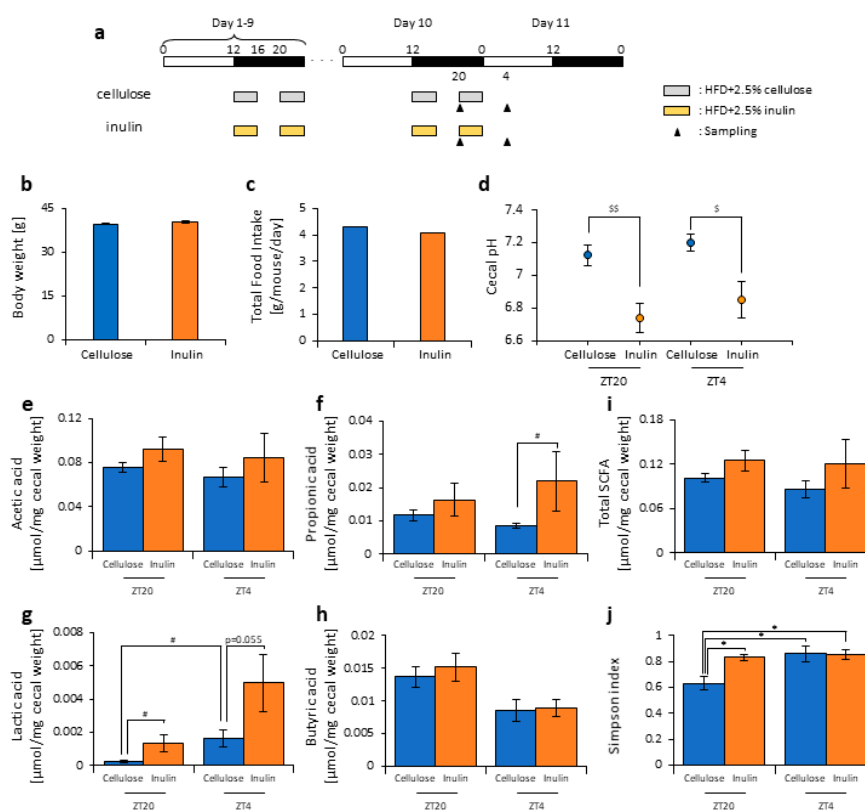 a
Day 1-9
Day 10
Day 11
0 12 16 20 0 12 0 12 0
20 4
cellulose
inulin
: HFD+2.5% cellulose
: HFD+2.5% inulin
: Sampling
b
Body weight [g]
45
30
15
0
Cellulose Inulin
c
Total Food Intake
[g/mouse/day]
5
4
3
2
1
0
Cellulose Inulin
d
Cecal pH
7.4
7.2
7
6.8
6.6
$$
$
Cellulose Inulin Cellulose Inulin
ZT20 ZT4
e
Acetic acid
[µmol/mg cecal weight]
0.12
0.08
0.04
0
Cellulose Inulin Cellulose Inulin
ZT20 ZT4
f
Propionic acid
[µmol/mg cecal weight]
0.04
0.03
0.02
0.01
0
#
Cellulose Inulin Cellulose Inulin
ZT20 ZT4
i
Total SCFA
[µmol/mg cecal weight]
0.18
0.12
0.06
0
Cellulose Inulin Cellulose Inulin
ZT20 ZT4
g
Lactic acid
[µmol/mg cecal weight]
0.008
0.006
0.004
0.002
0
#
#
p=0.055
Cellulose Inulin Cellulose Inulin
ZT20 ZT4
h
Butyric acid
[µmol/mg cecal weight]
0.02
0.015
0.01
0.005
0
Cellulose Inulin Cellulose Inulin
ZT20 ZT4
j
Simpson index
1
0.8
0.6
0.4
0.2
0
*
*
*
Cellulose Inulin Cellulose Inulin
ZT20 ZT4